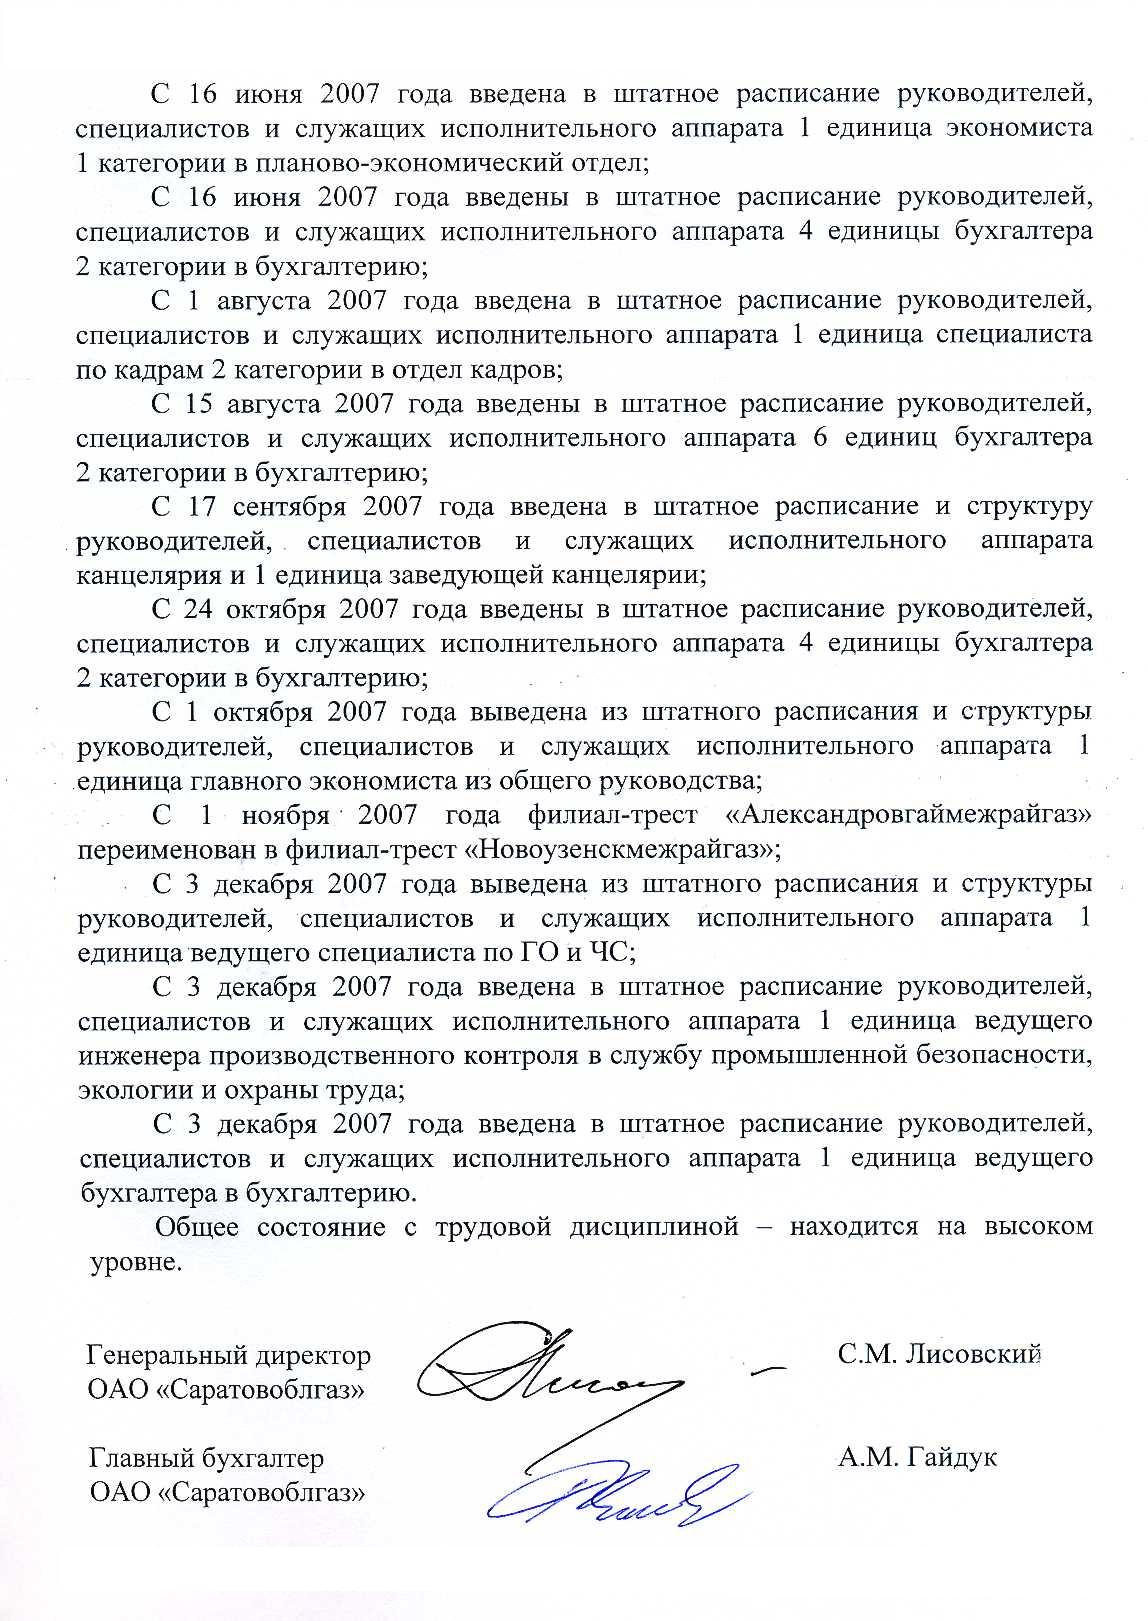 С 16 июня 2007 года введена в штатное расписание руководителей,
специалистов и служащих исполнительного аппарата 1 единица экономиста
1 категории в планово-экономический отдел;
С 16 июня 2007 года введены в штатное расписание руководителей,
специалистов и служащих исполнительного аппарата 4 единицы бухгалтера
2 категории в бухгалтерию;
С 1 августа 2007 года введена в штатное расписание руководителей,
специалистов и служащих исполнительного аппарата 1 единица специалиста
по кадрам 2 категории в отдел кадров;
С 15 августа 2007 года введены в штатное расписание руководителей,
специалистов и служащих исполнительного аппарата 6 единиц бухгалтера
2 категории в бухгалтерию;
С 17 сентября 2007 года введена в штатное расписание и структуру
руководителей, специалистов и служащих исполнительного аппарата
канцелярия и 1 единица заведующей канцелярии;
С 24 октября 2007 года введены в штатное расписание руководителей,
специалистов и служащих исполнительного аппарата 4 единицы бухгалтера
2 категории в бухгалтерию;
С 1 октября 2007 года выведена из штатного расписания и структуры
руководителей, специалистов и служащих исполнительного аппарата 1
единица главного экономиста из общего руководства;
С 1 ноября 2007 года филиал-трест «Александровгаймежрайгаз»
переименован в филиал-трест «Новоузенскмежрайгаз»;
С 3 декабря 2007 года выведена из штатного расписания и структуры
руководителей, специалистов и служащих исполнительного аппарата 1
единица ведущего специалиста по ГО и ЧС;
С 3 декабря 2007 года введена в штатное расписание руководителей,
специалистов и служащих исполнительного аппарата 1 единица ведущего
инженера производственного контроля в службу промышленной безопасности,
экологии и охраны труда;
С 3 декабря 2007 года введена в штатное расписание руководителей,
специалистов и служащих исполнительного аппарата 1 единица ведущего
бухгалтера в бухгалтерию.
Общее состояние с трудовой дисциплиной – находится на высоком
уровне.
Генеральный директор С.М. Лисовский
ОАО «Саратовоблгаз»
Главный бухгалтер А.М. Гайдук
ОАО «Саратовоблгаз»